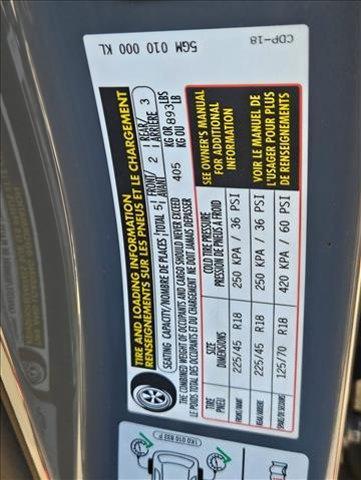 TIRE AND LOADING INFORMATION
RENSEIGNEMENTS SUR LES PNEUS ET LE CHARGEMENT
SEATING CAPACITY/NOMBRE DE PLACES TOTAL 5 FRONT/AVANT 2 REAR/ARRIÈRE 3
THE COMBINED WEIGHT OF OCCUPANTS AND CARGO SHOULD NEVER EXCEED 405 KG OR 893 LBS
LE POIDS TOTAL DES OCCUPANTS ET DU CHARGEMENT NE DOIT JAMAIS DÉPASSER KG OU LB
TIRE PNEU SIZE DIMENSIONS COLD TIRE PRESSURE PRESSION DE PNEUS À FROID
FRONT/AVANT 225/45 R18 250 KPA / 36 PSI
REAR/ARRIERE 225/45 R18 250 KPA / 36 PSI
SPARE/DE SECOURS 125/70 R18 420 KPA / 60 PSI
SEE OWNER'S MANUAL
FOR ADDITIONAL
INFORMATION
VOIR LE MANUEL DE
L'USAGER POUR PLUS
DE RENSEIGNEMENTS
5GM 010 000 KL
CDP-18